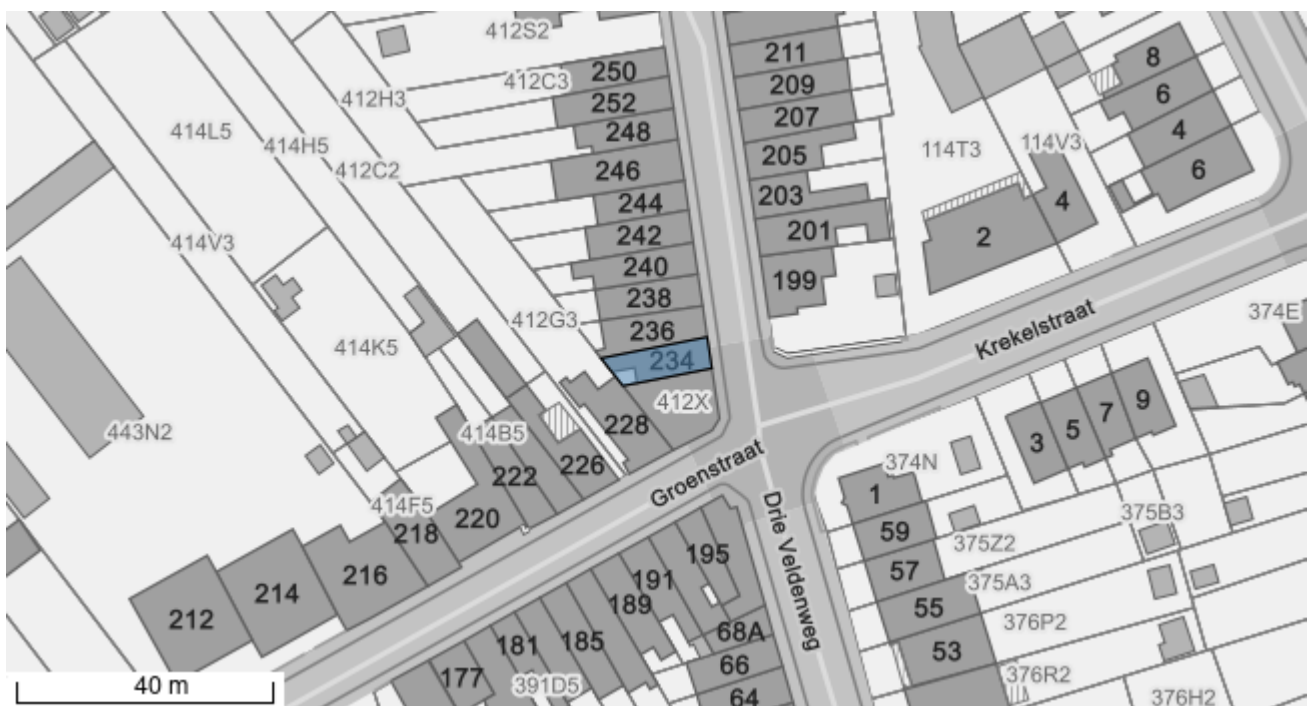 412S2
211
8
250
412C3
209
6
412H3
252
207
414L5
248
4
414H5
205
114T3
114V3
412C2
246
6
203
244
4
414V3
242
201
2
240
199
238
412G3
236
374E
414K5
234
Krekelstraat
412X
9
7
228
5
443N2
414B5
3
226
374N
222
Groenstraat
1
414F5
375B3
220
218
59
195
Drie Veldenweg
375Z2
216
57
191
375A3
214
189
55
212
376P2
181
68A
185
53
66
177
391D5
376R2
40 m
64
376H2